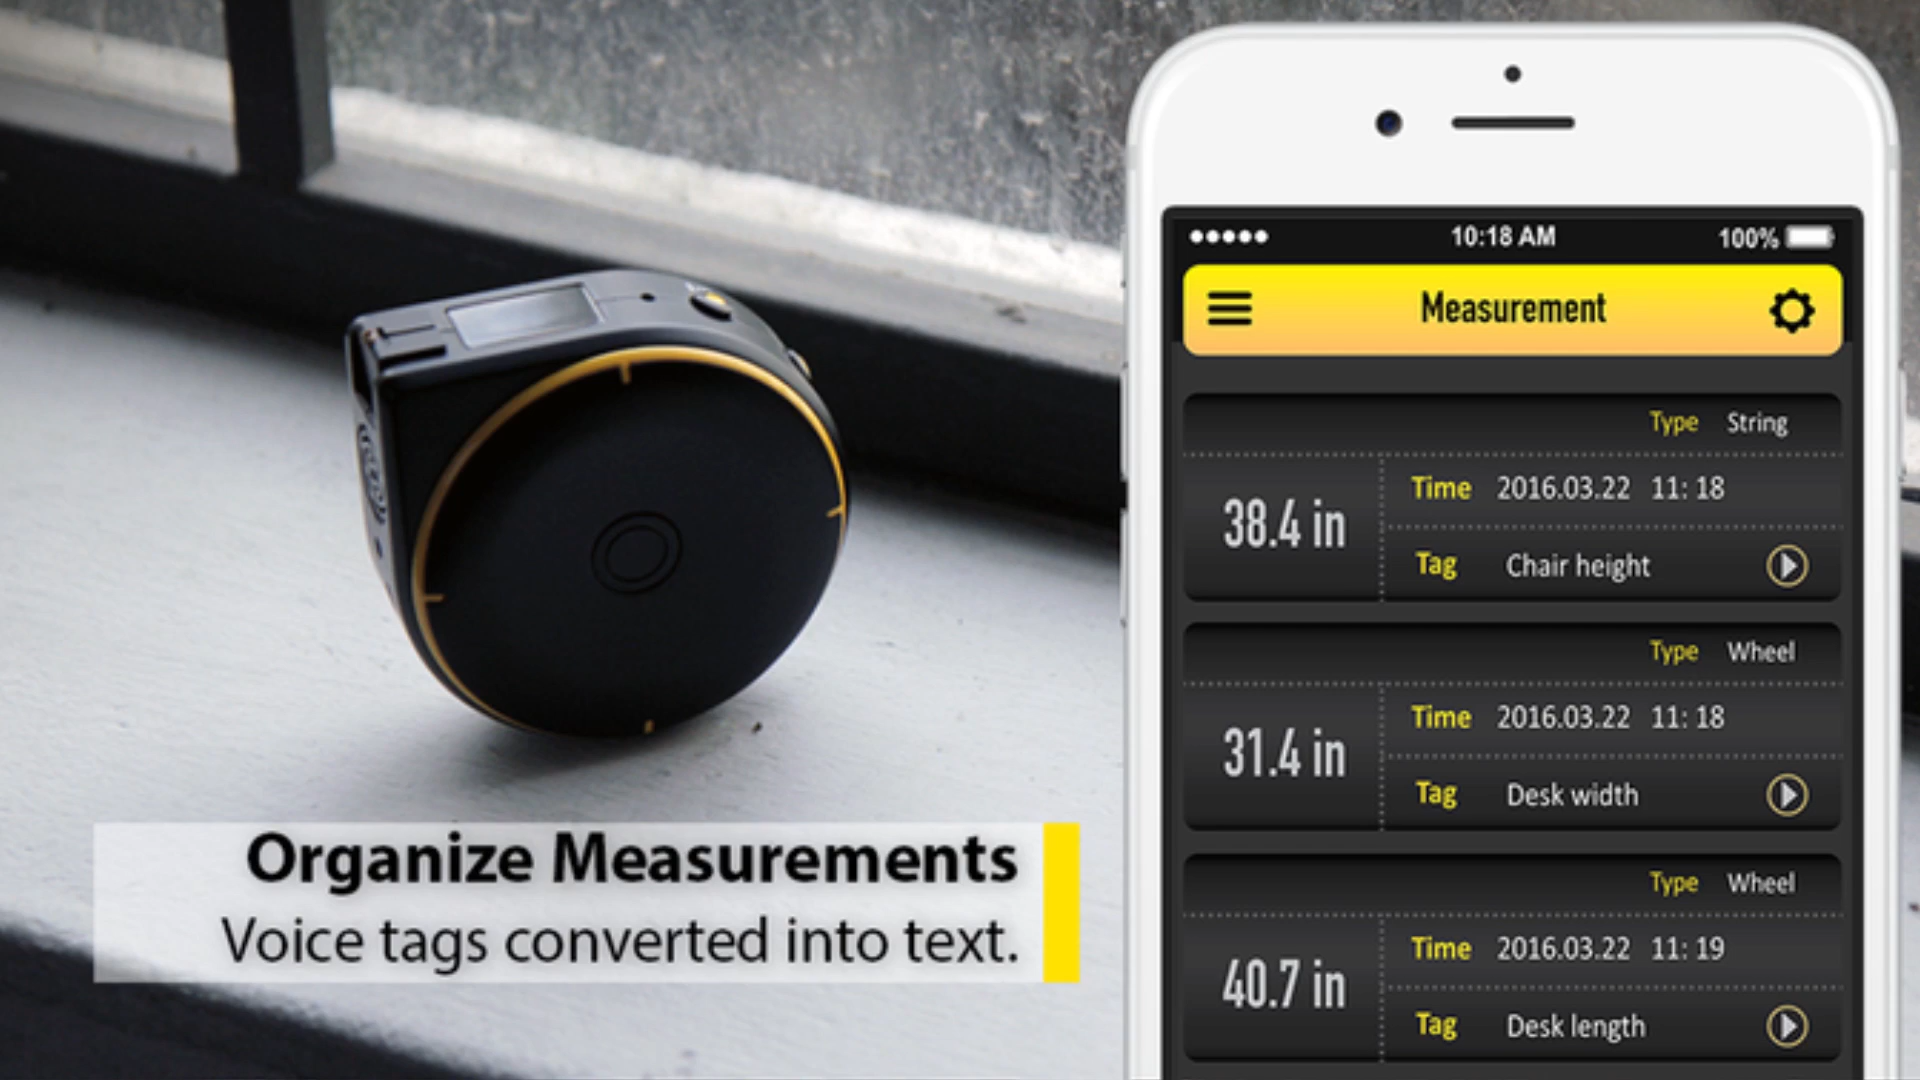 Organize Measurements
Voice tags converted into text.
10:18 AM 100%
Measurement
Type String
38.4 in
Time 2016.03.22 11: 18
Tag Chair height
Type Wheel
31.4 in
Time 2016.03.22 11: 18
Tag Desk width
Type Wheel
40.7 in
Time 2016.03.22 11: 19
Tag Desk length